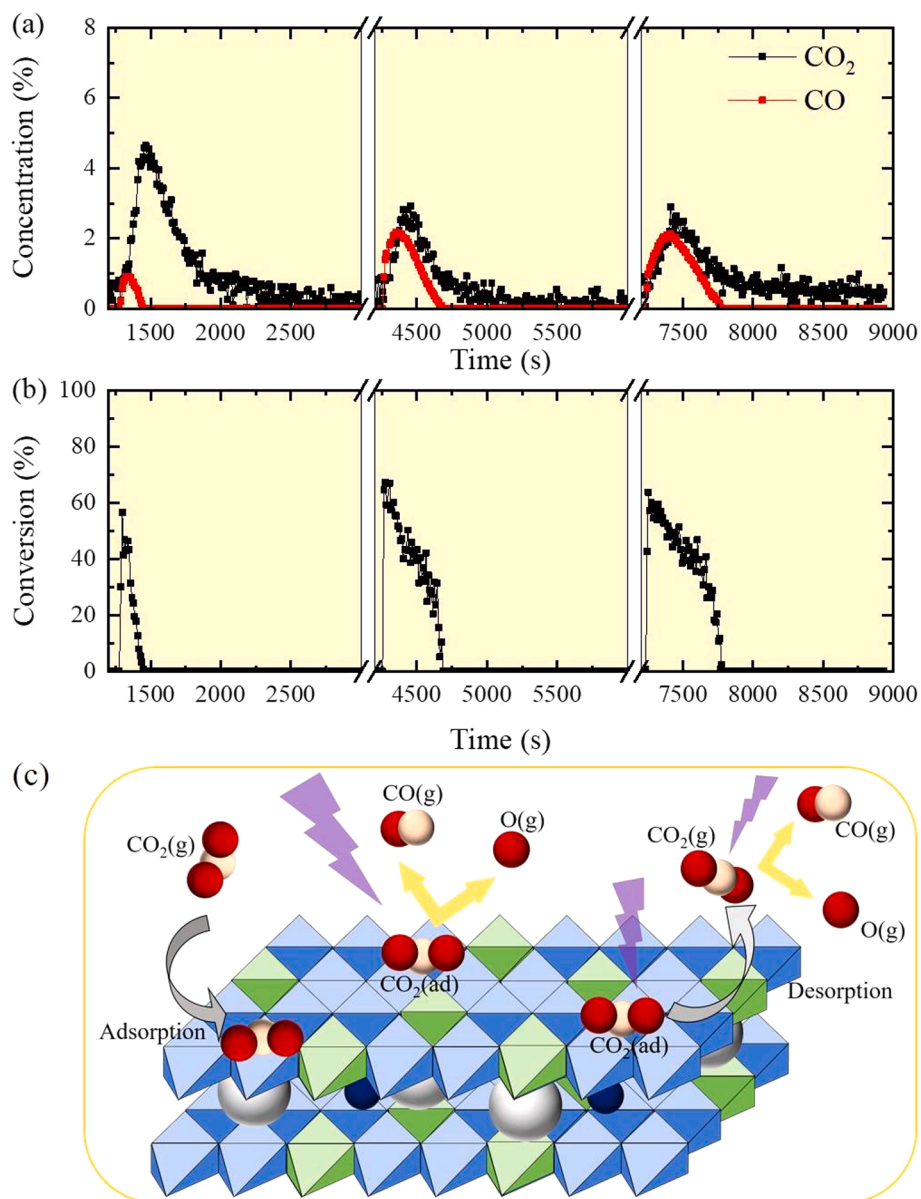 (a)
Concentration (%)
8
6
4
2
0
CO₂
CO
1500 2000 2500 4500 5000 5500 7500 8000 8500 9000
Time (s)
(b)
Conversion (%)
100
80
60
40
20
0
1500 2000 2500 4500 5000 5500 7500 8000 8500 9000
Time (s)
(c)
CO₂(g)
CO(g)
O(g)
CO₂(g)
CO(g)
O(g)
CO₂(ad)
Adsorption
CO₂(ad)
Desorption